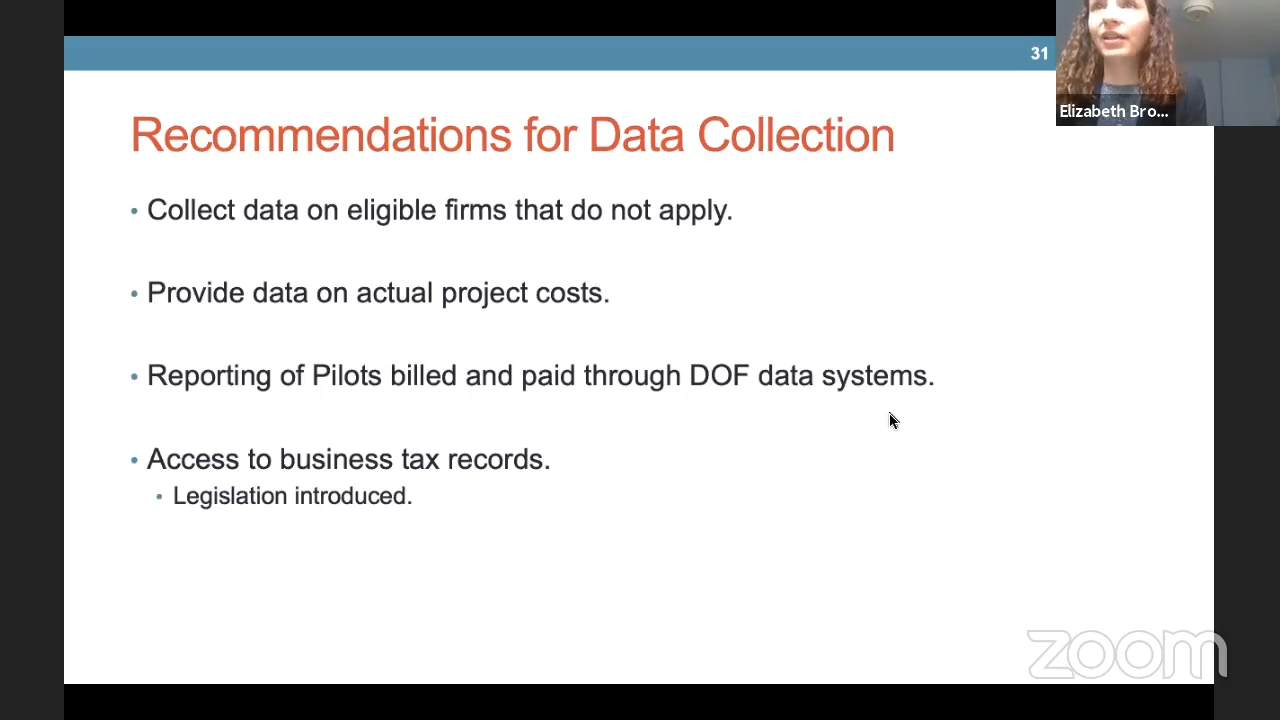 31
Elizabeth Bro...
Recommendations for Data Collection
• Collect data on eligible firms that do not apply.
• Provide data on actual project costs.
• Reporting of Pilots billed and paid through DOF data systems.
• Access to business tax records.
• Legislation introduced.
zoom